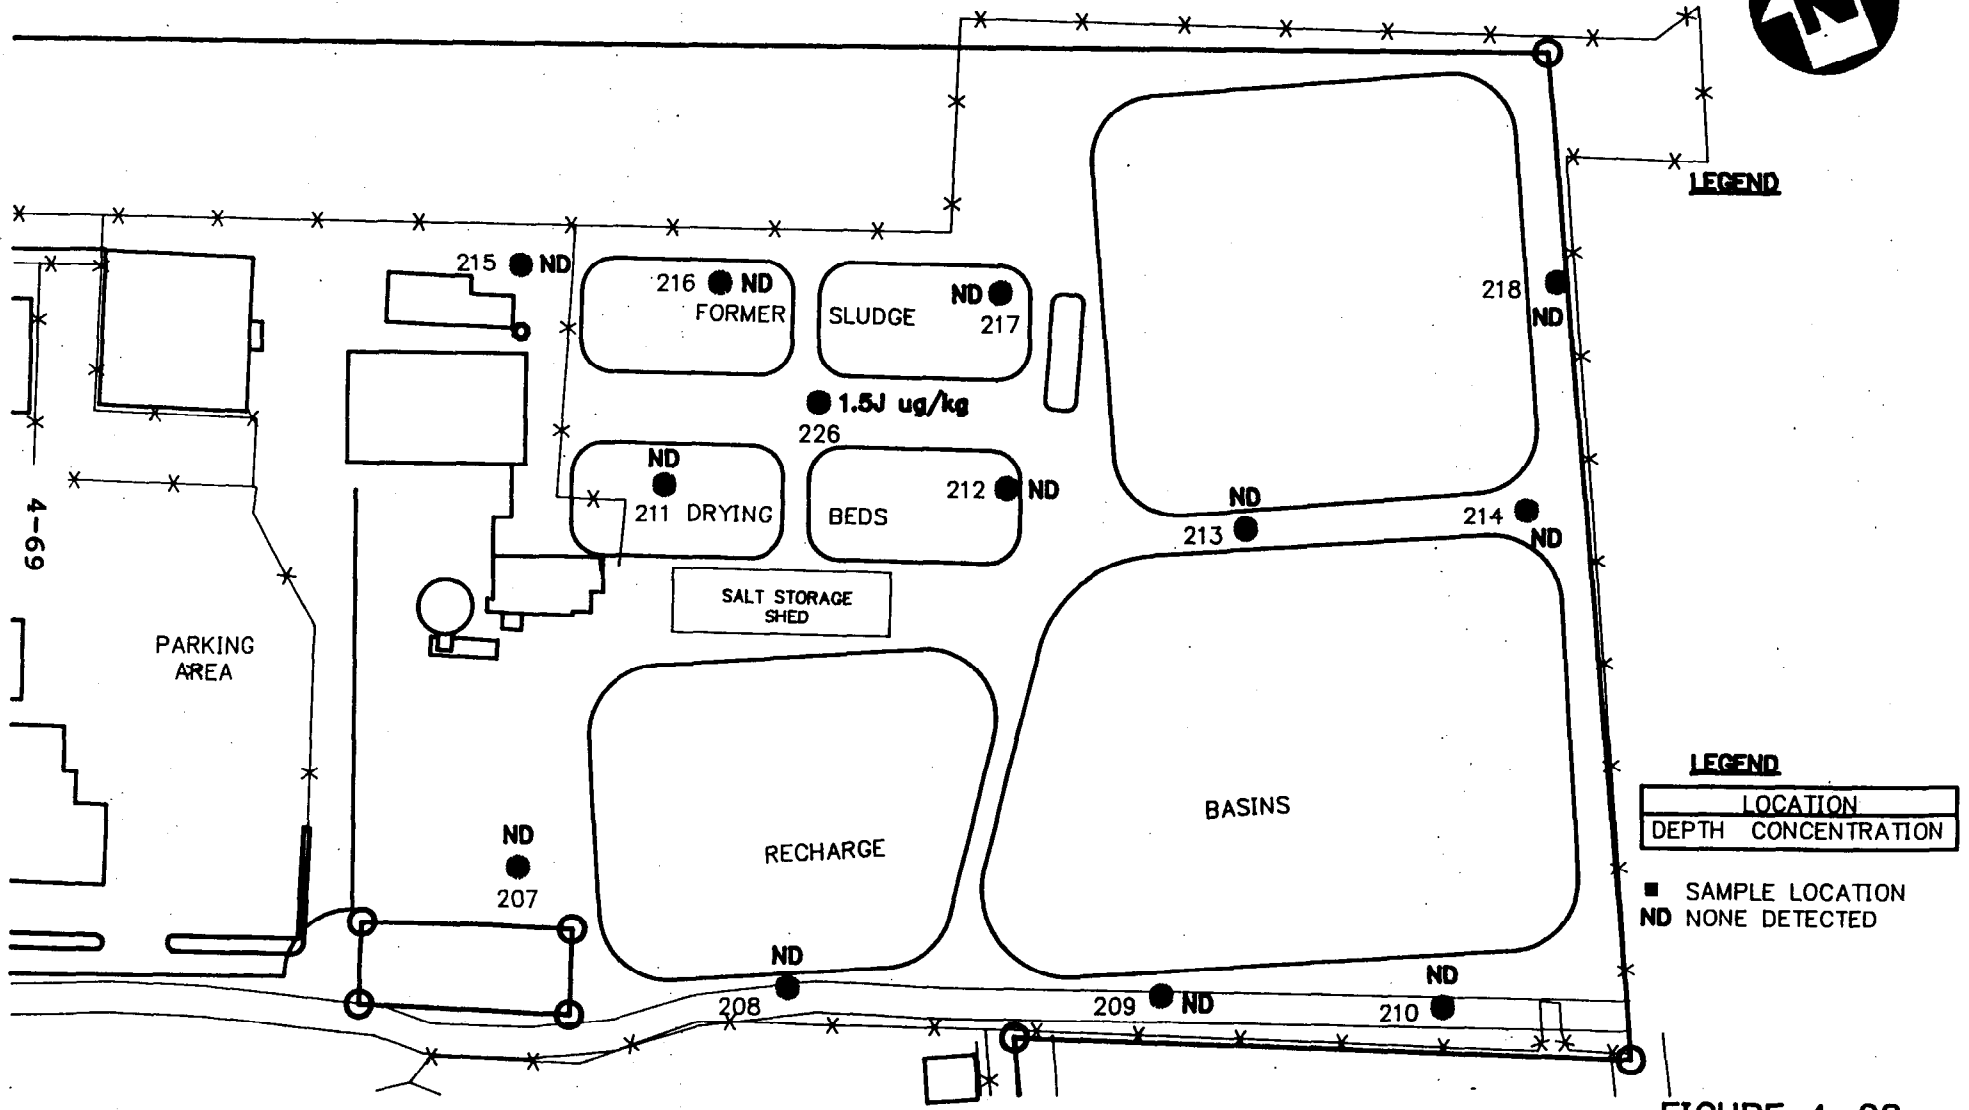 N
LEGEND
215 ND
216 ND
FORMER
SLUDGE
ND
217
218
ND
1.5J ug/kg
226
ND
211 DRYING
212 ND
BEDS
ND
213
214
ND
4-69
SALT STORAGE
SHED
PARKING
AREA
LEGEND
LOCATION
DEPTH CONCENTRATION
SAMPLE LOCATION
ND NONE DETECTED
BASINS
RECHARGE
ND
207
ND
208
209 ND
ND
210